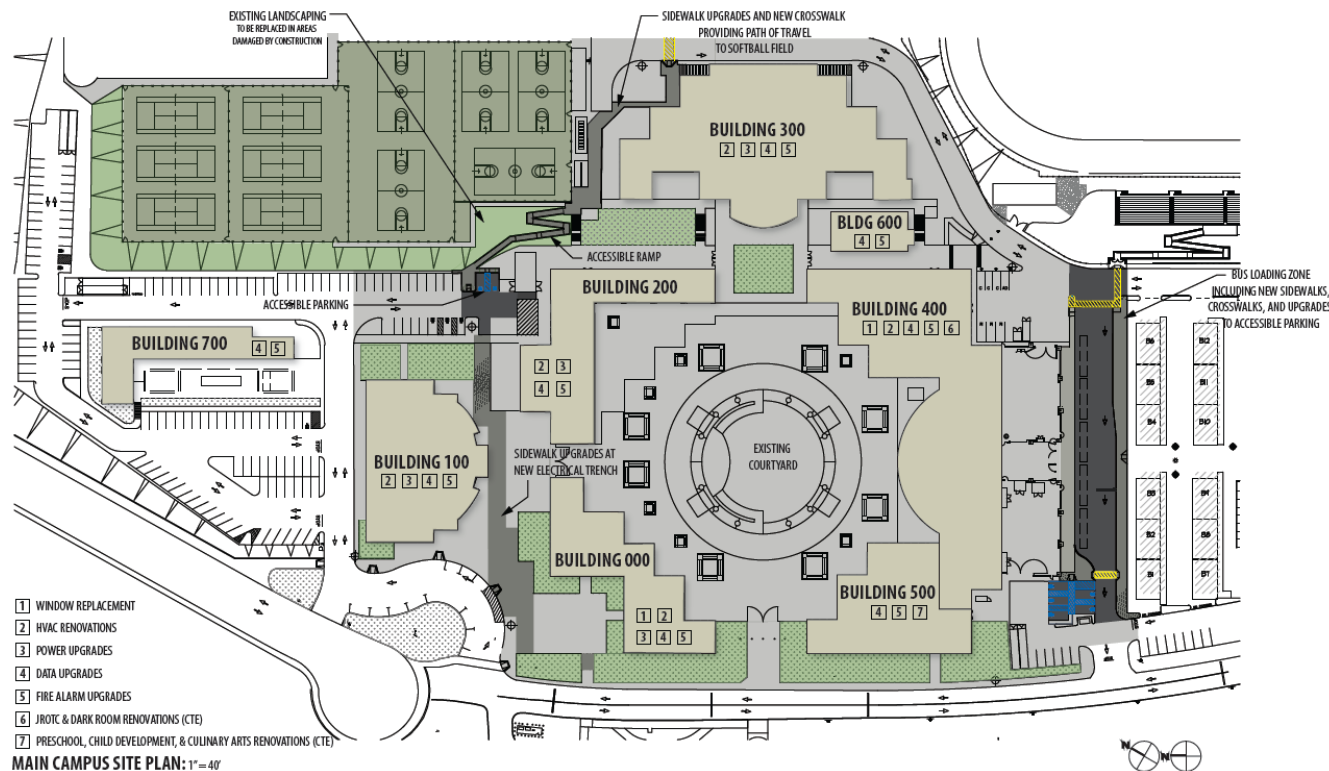 EXISTING LANDSCAPING
TO BE REPLACED IN AREAS
DAMAGED BY CONSTRUCTION
SIDEWALK UPGRADES AND NEW CROSSWALK
PROVIDING PATH OF TRAVEL
TO SOFTBALL FIELD
BUILDING 300
2 3 4 5
BLDG 600
4 5
ACCESSIBLE RAMP
BUS LOADING ZONE
INCLUDING NEW SIDEWALKS,
CROSSWALKS, AND UPGRADES
TO ACCESSIBLE PARKING
ACCESSIBLE PARKING
BUILDING 200
2 3
4 5
BUILDING 400
1 2 4 5 6
BUILDING 700
4 5
BUILDING 100
2 3 4 5
SIDEWALK UPGRADES AT
NEW ELECTRICAL TRENCH
EXISTING
COURTYARD
BUILDING 000
1 2
3 4 5
BUILDING 500
4 5 7
1 WINDOW REPLACEMENT
2 HVAC RENOVATIONS
3 POWER UPGRADES
4 DATA UPGRADES
5 FIRE ALARM UPGRADES
6 JROTC & DARK ROOM RENOVATIONS (CTE)
7 PRESCHOOL, CHILD DEVELOPMENT, & CULINARY ARTS RENOVATIONS (CTE)
MAIN CAMPUS SITE PLAN: 1" = 40'
N N